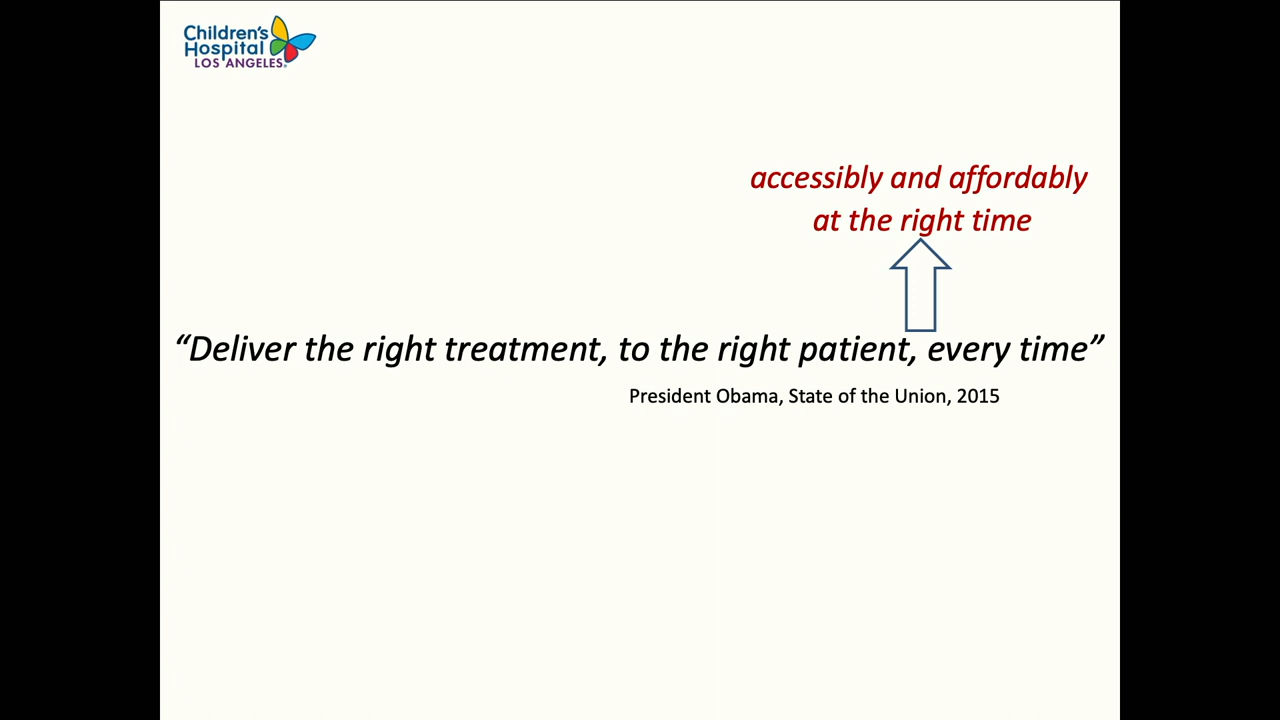 Children's
Hospital
LOS ANGELES®
accessibly and affordably
at the right time
“Deliver the right treatment, to the right patient, every time”
President Obama, State of the Union, 2015